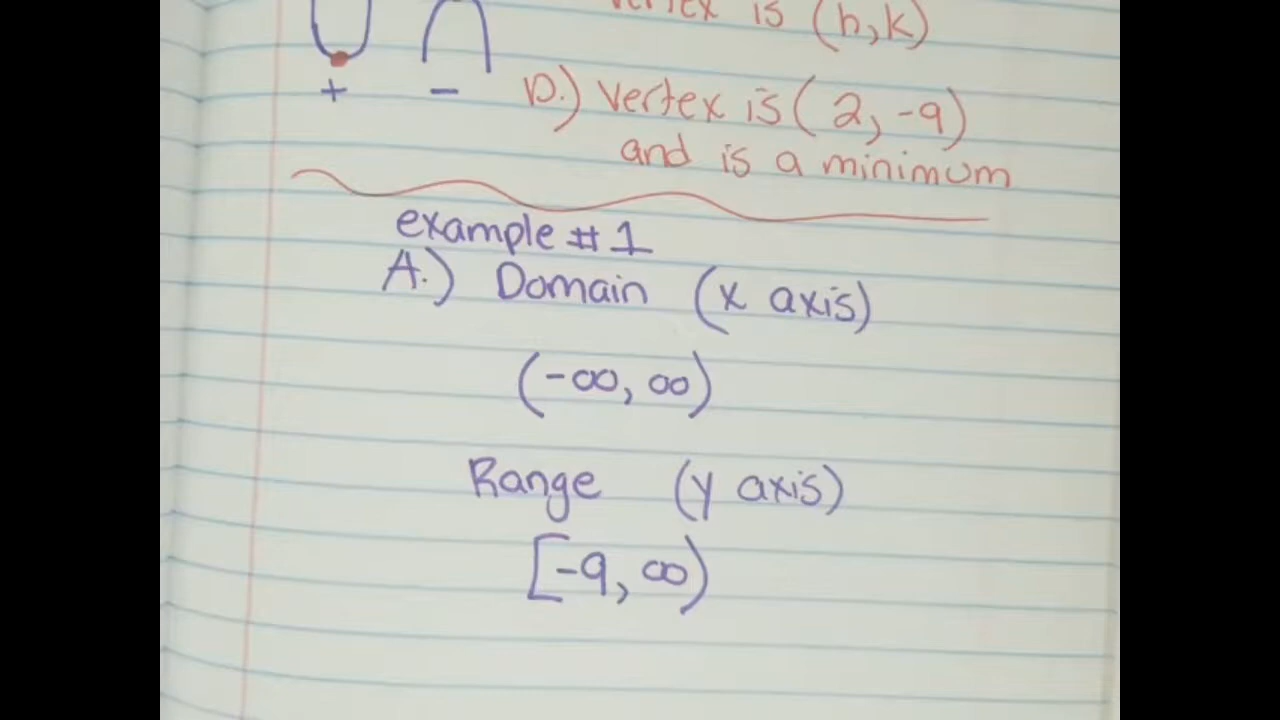 vertex is (h,k)
+ − D.) vertex is (2, -9)
and is a minimum
example #1
A.) Domain (x axis)
(-∞, ∞)
Range (y axis)
[-9, ∞)